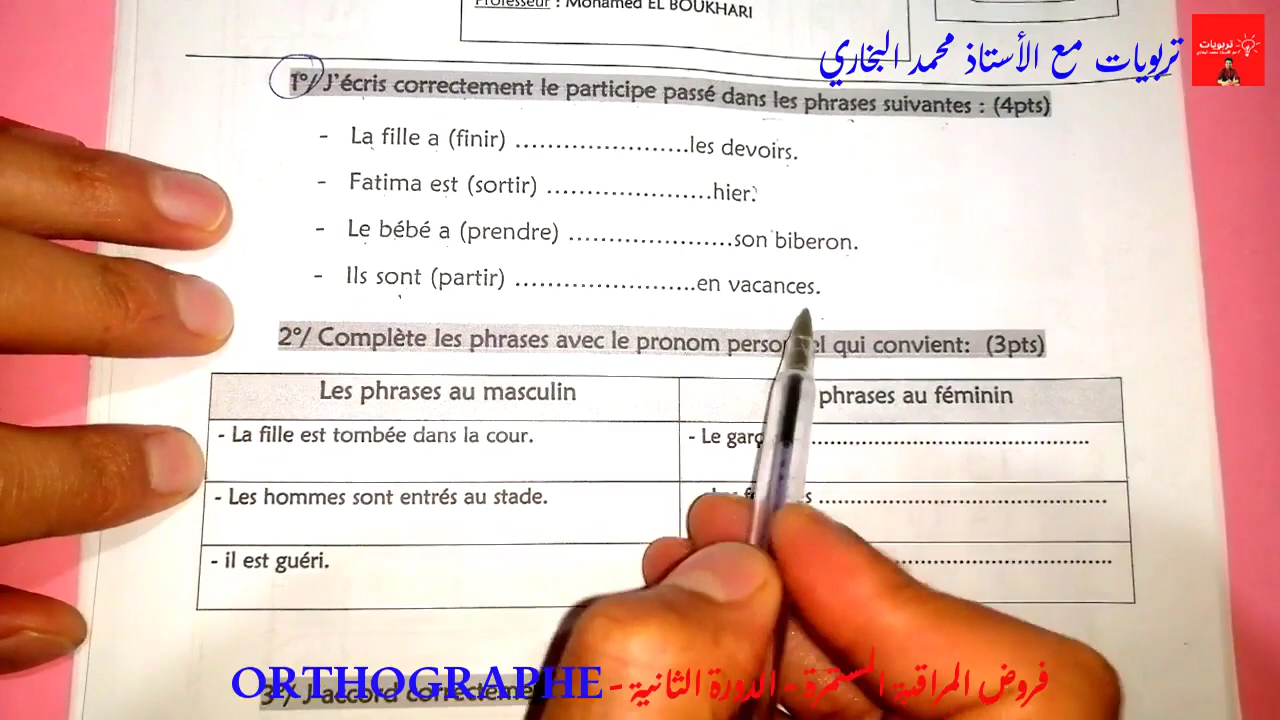 Professeur : Mohamed EL BOUKHARI
تربويات مع الأستاذ محمد البخاري
تربويات
1°/ J'écris correctement le participe passé dans les phrases suivantes : (4pts)
- La fille a (finir) ........................les devoirs.
- Fatima est (sortir) ........................hier.
- Le bébé a (prendre) ........................son biberon.
- Ils sont (partir) ..........................en vacances.
2°/ Complète les phrases avec le pronom qui convient: (3pts)
Les phrases au masculin
phrases au féminin
- La fille est tombée dans la cour.
- Le ..........................................
- Les hommes sont entrés au stade.
..........................................
- il est guéri.
................................
3°/ J'accord
ORTHOGRAPHE - فروض المراقبة المستمرة - الدورة الثانية